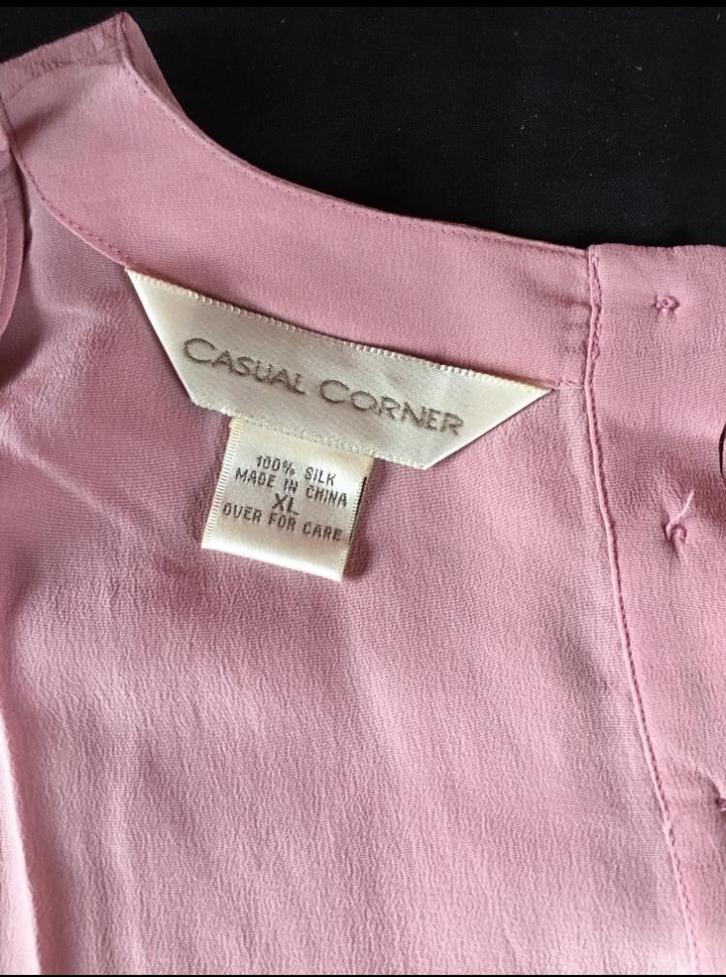 CASUAL CORNER
100% SILK
MADE IN CHINA
XL
OVER FOR CARE